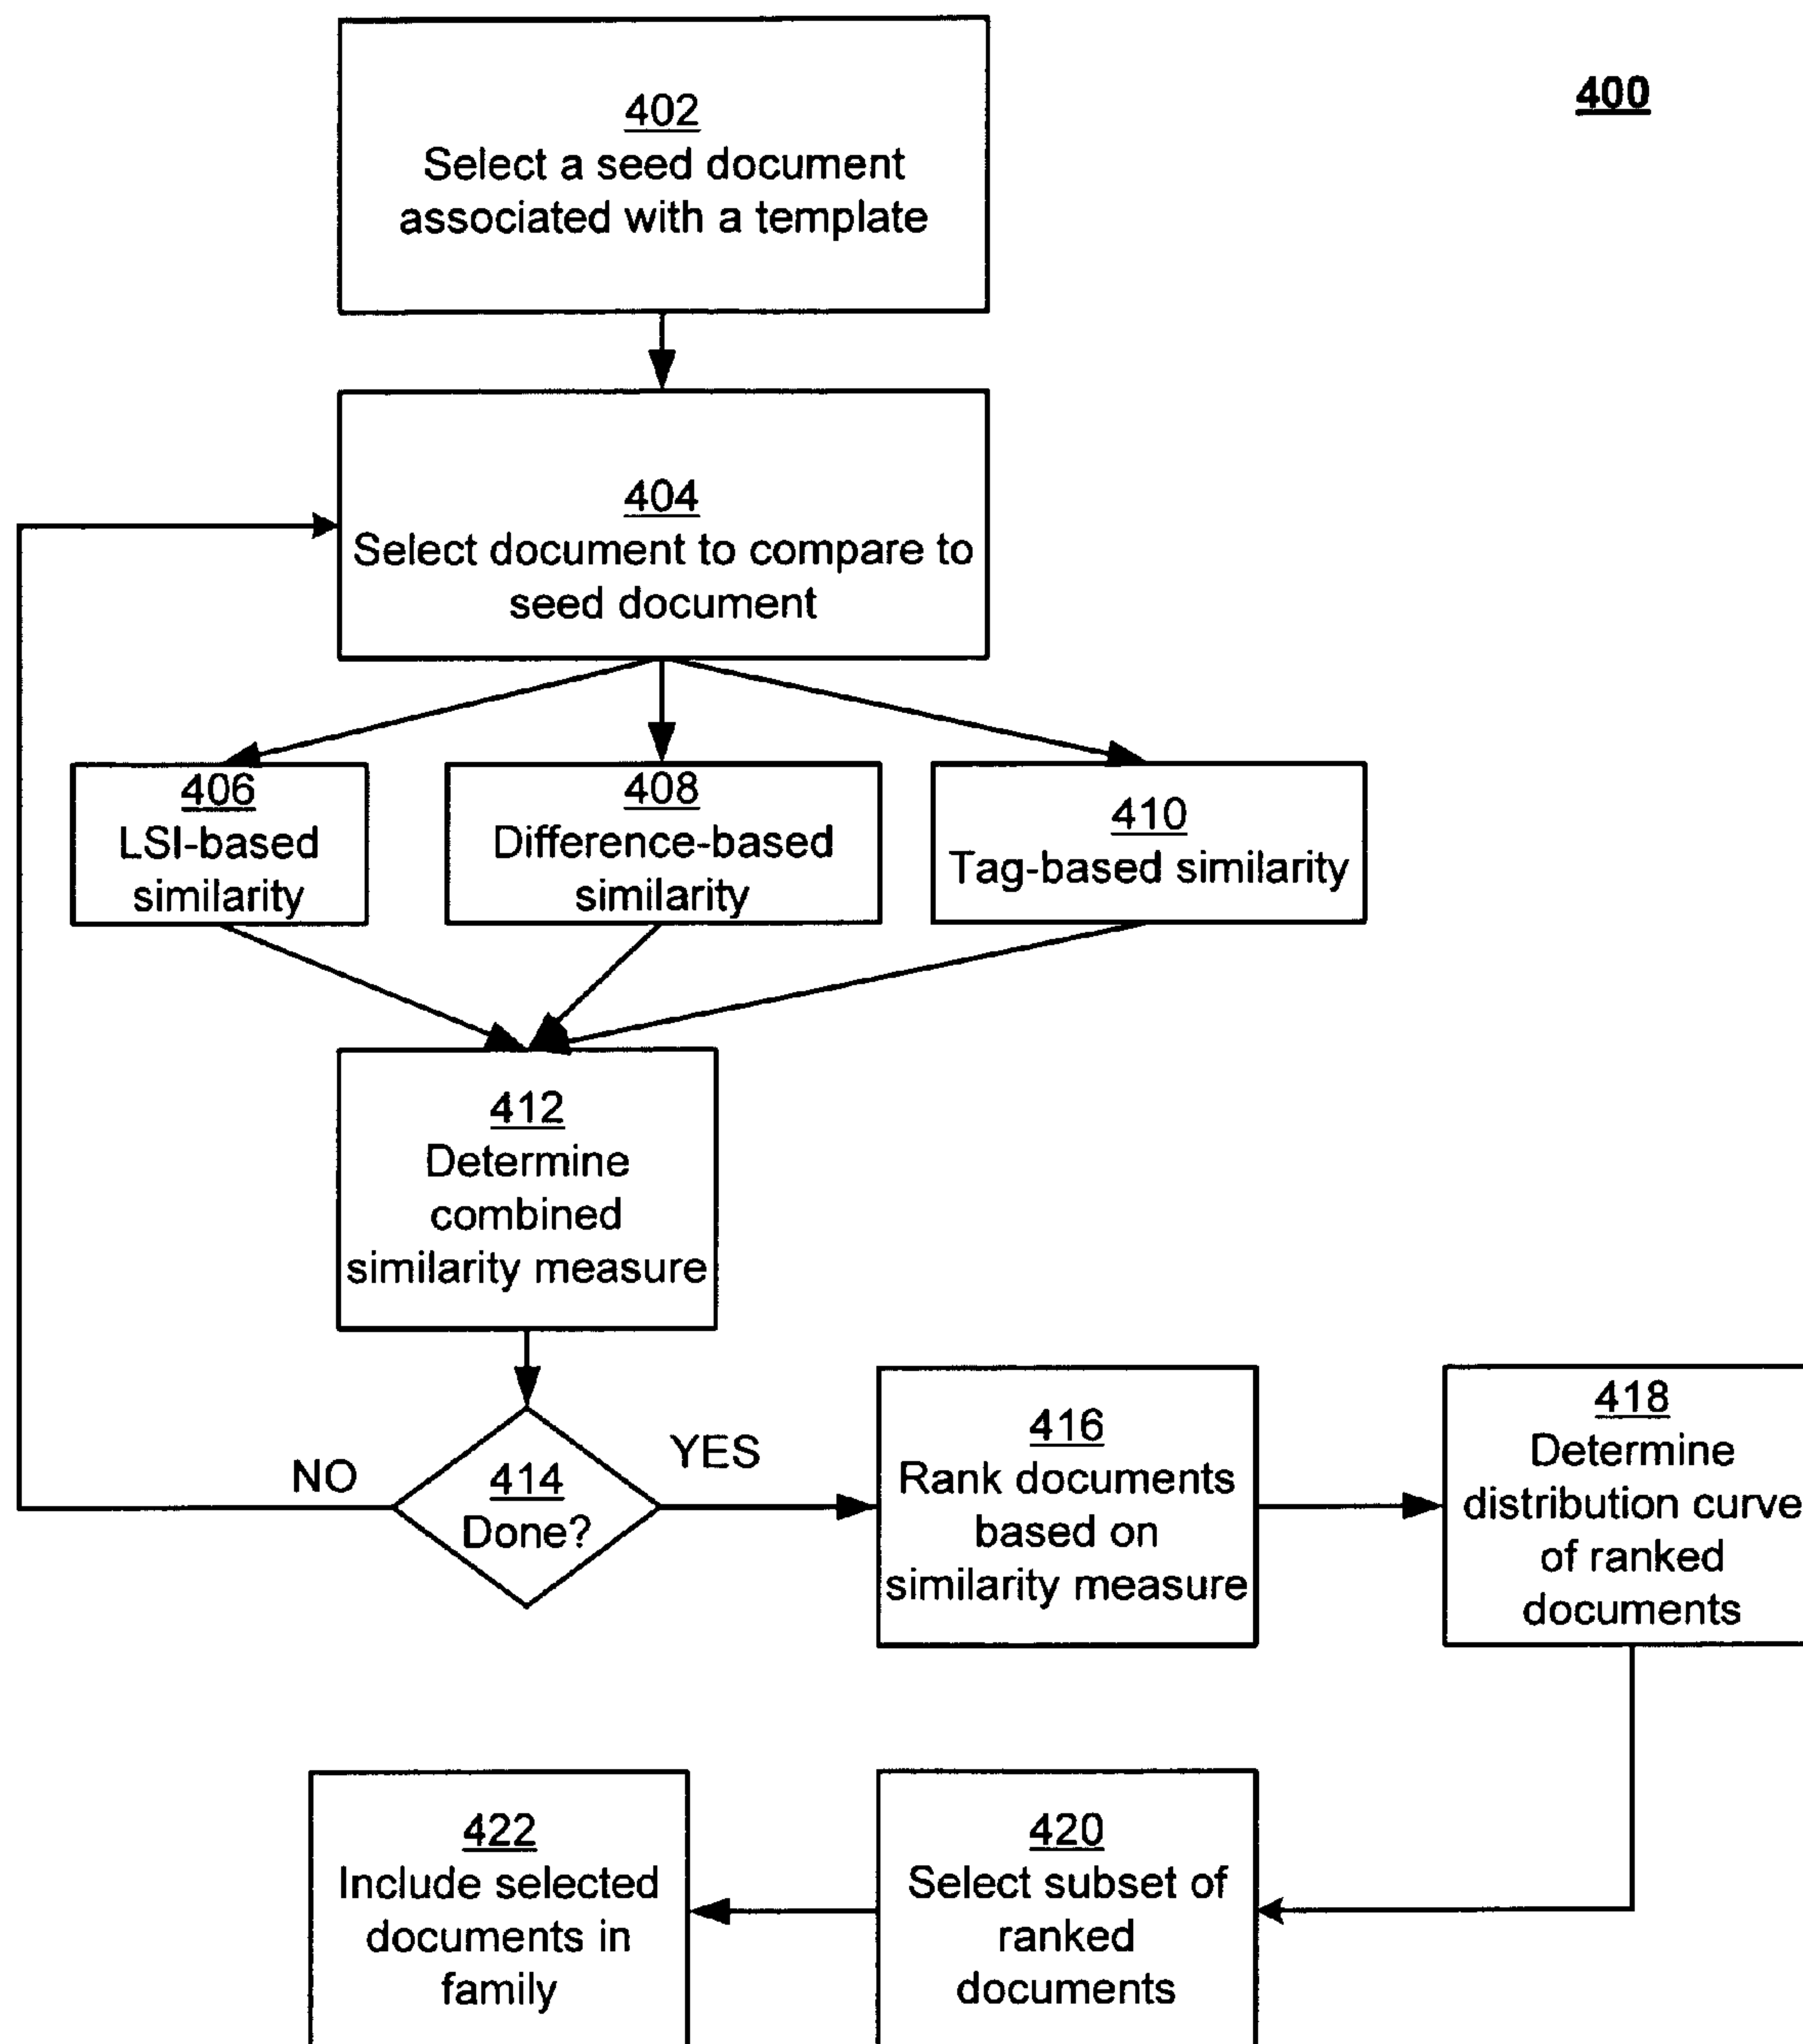 400
402
Select a seed document
associated with a template
404
Select document to compare to
seed document
406
LSI-based
similarity
408
Difference-based
similarity
410
Tag-based similarity
412
Determine
combined
similarity measure
NO
414
Done?
YES
416
Rank documents
based on
similarity measure
418
Determine
distribution curve
of ranked
documents
422
Include selected
documents in
family
420
Select subset of
ranked
documents